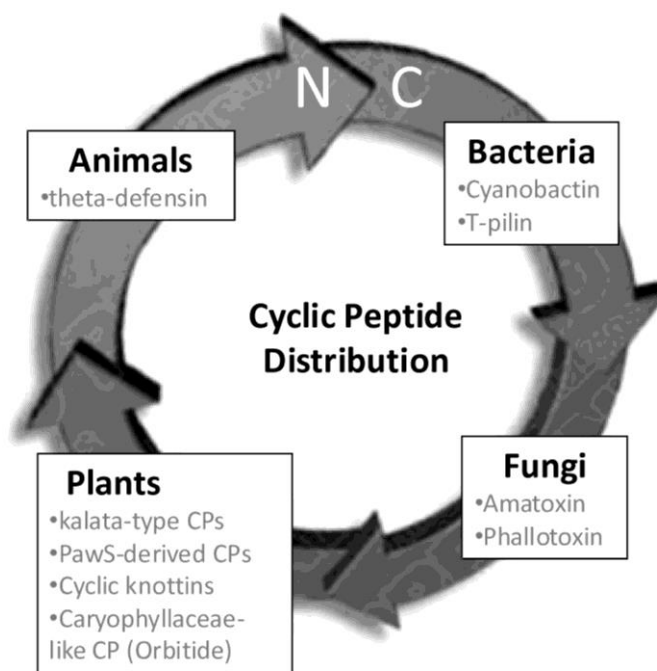 N C
Animals
•theta-defensin
Bacteria
•Cyanobactin
•T-pilin
Cyclic Peptide
Distribution
Fungi
•Amatoxin
•Phallotoxin
Plants
•kalata-type CPs
•PawS-derived CPs
•Cyclic knottins
•Caryophyllaceae-
like CP (Orbitide)